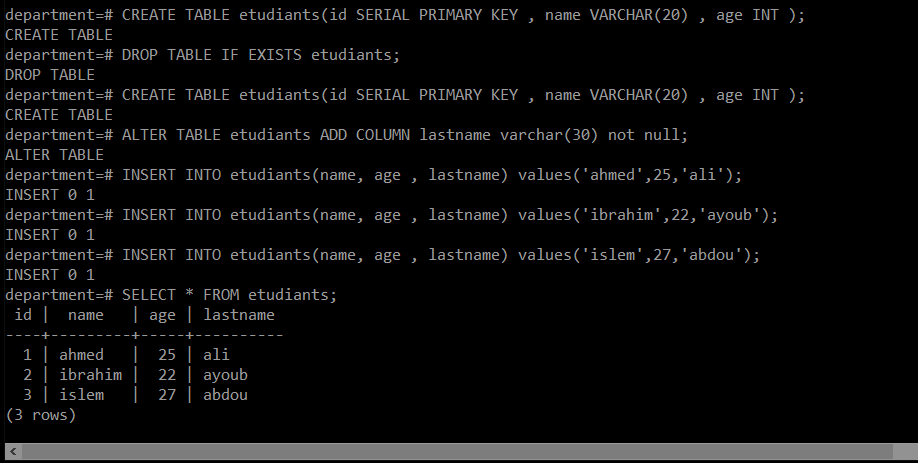 department=# CREATE TABLE etudiants(id SERIAL PRIMARY KEY , name VARCHAR(20) , age INT );
CREATE TABLE
department=# DROP TABLE IF EXISTS etudiants;
DROP TABLE
department=# CREATE TABLE etudiants(id SERIAL PRIMARY KEY , name VARCHAR(20) , age INT );
CREATE TABLE
department=# ALTER TABLE etudiants ADD COLUMN lastname varchar(30) not null;
ALTER TABLE
department=# INSERT INTO etudiants(name, age , lastname) values('ahmed',25,'ali');
INSERT 0 1
department=# INSERT INTO etudiants(name, age , lastname) values('ibrahim',22,'ayoub');
INSERT 0 1
department=# INSERT INTO etudiants(name, age , lastname) values('islem',27,'abdou');
INSERT 0 1
department=# SELECT * FROM etudiants;
 id |  name   | age | lastname
----+---------+-----+----------
  1 | ahmed   |  25 | ali
  2 | ibrahim |  22 | ayoub
  3 | islem   |  27 | abdou
(3 rows)